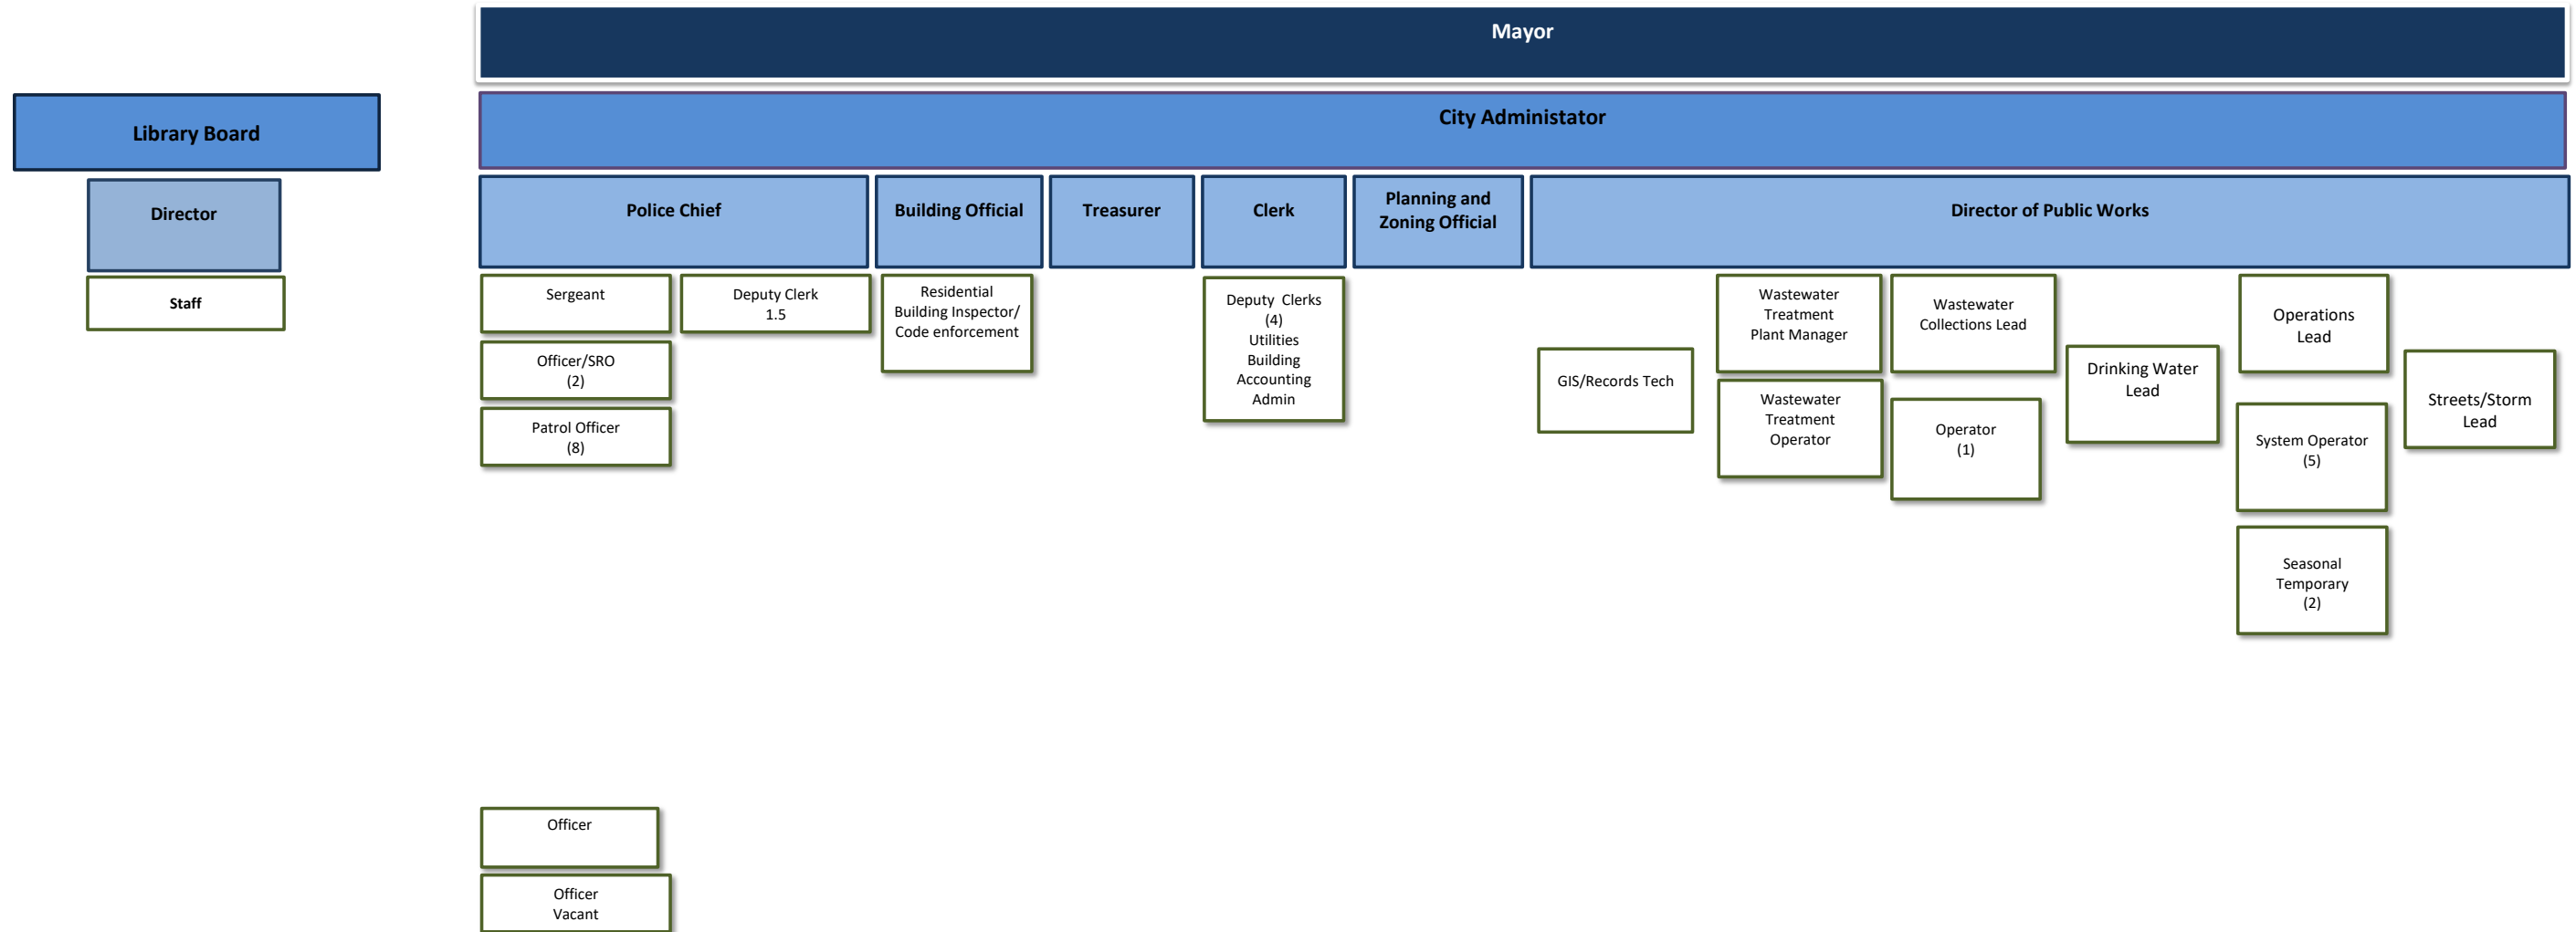 Mayor
City Administator
Library Board
Director
Staff
Police Chief
Building Official
Treasurer
Clerk
Planning and
Zoning Official
Director of Public Works
Sergeant
Officer/SRO
(2)
Patrol Officer
(8)
Deputy Clerk
1.5
Residential
Building Inspector/
Code enforcement
Deputy Clerks
(4)
Utilities
Building
Accounting
Admin
GIS/Records Tech
Wastewater
Treatment
Plant Manager
Wastewater
Treatment
Operator
Wastewater
Collections Lead
Operator
(1)
Drinking Water
Lead
Operations
Lead
System Operator
(5)
Seasonal
Temporary
(2)
Streets/Storm
Lead
Officer
Officer
Vacant